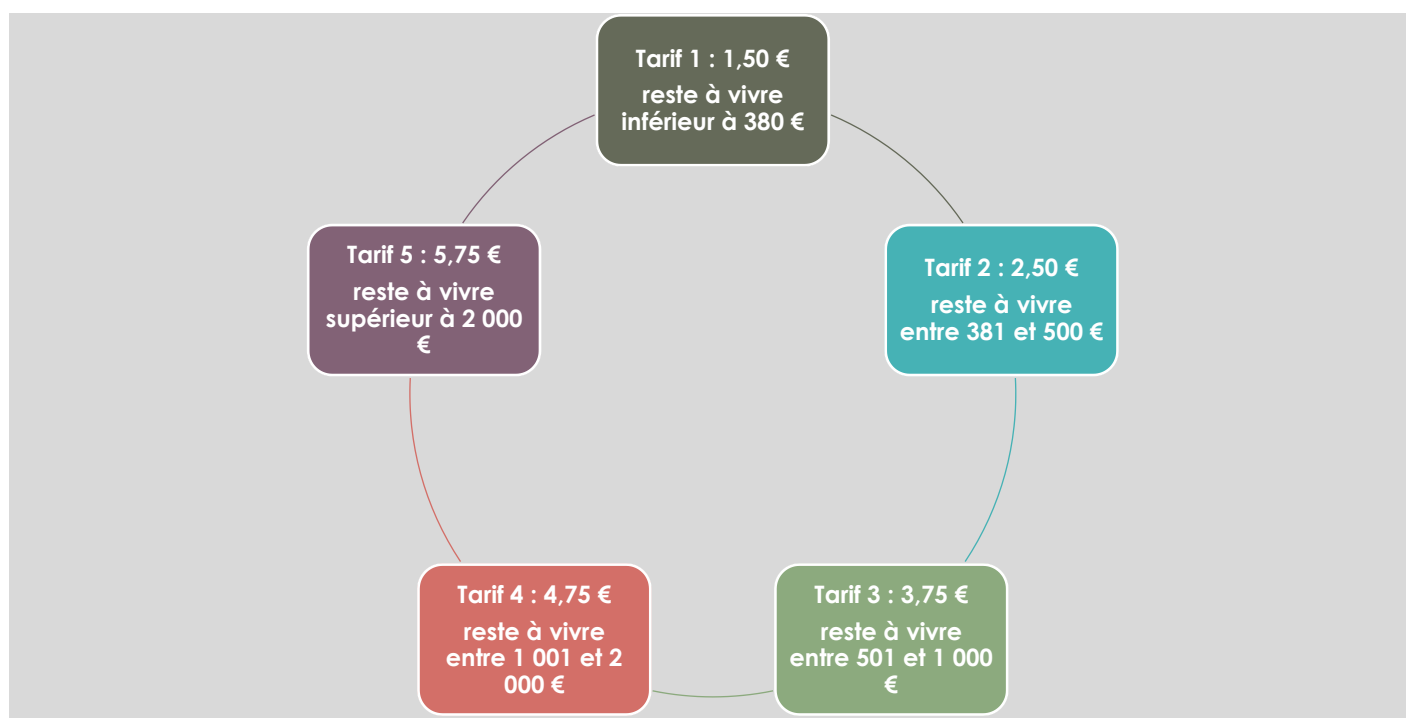 Tarif 1 : 1,50 €
reste à vivre
inférieur à 380 €
Tarif 2 : 2,50 €
reste à vivre
entre 381 et 500 €
Tarif 3 : 3,75 €
reste à vivre
entre 501 et 1 000
€
Tarif 4 : 4,75 €
reste à vivre
entre 1 001 et 2
000 €
Tarif 5 : 5,75 €
reste à vivre
supérieur à 2 000
€